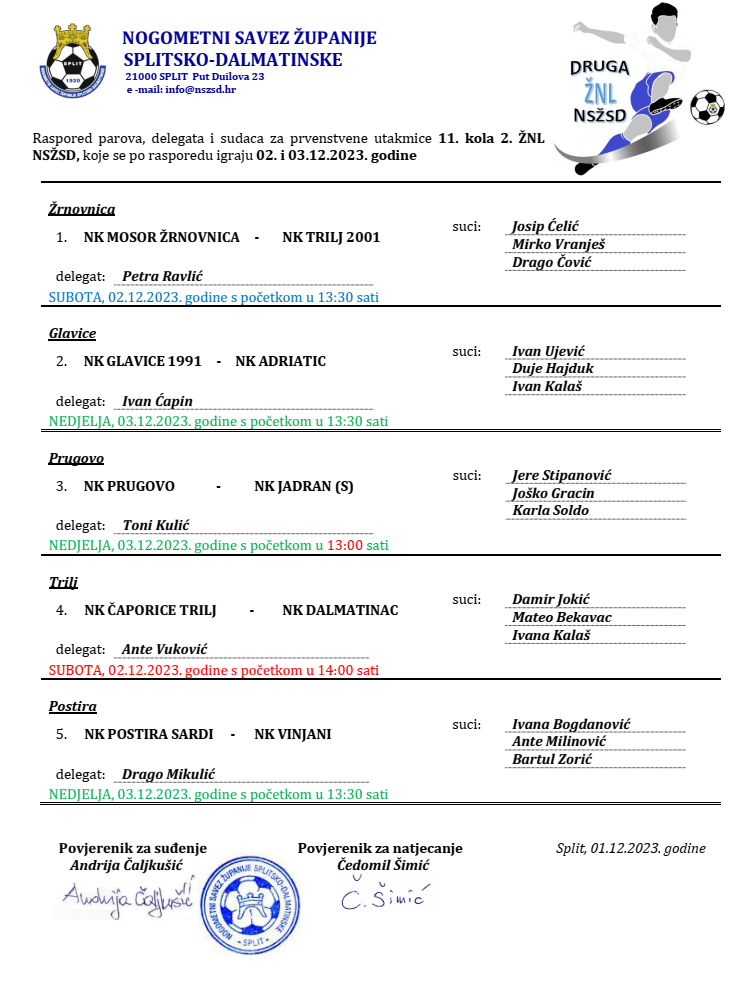 NOGOMETNI SAVEZ ŽUPANIJE
SPLITSKO-DALMATINSKE
21000 SPLIT Put Duilova 23
e -mail: info@nszsd.hr
SPLIT
1920
DRUGA
ŽNL
NSŽSD
Raspored parova, delegata i sudaca za prvenstvene utakmice 11. kola 2. ŽNL
NSŽSD, koje se po rasporedu igraju 02. i 03.12.2023. godine
Žrnovnica
1. NK MOSOR ŽRNOVNICA - NK TRILJ 2001
suci: Josip Ćelić
Mirko Vranješ
Drago Čović
delegat: Petra Ravlić
SUBOTA, 02.12.2023. godine s početkom u 13:30 sati
Glavice
2. NK GLAVICE 1991 - NK ADRIATIC
suci: Ivan Ujević
Duje Hajduk
Ivan Kalaš
delegat: Ivan Ćapin
NEDJELJA, 03.12.2023. godine s početkom u 13:30 sati
Prugovo
3. NK PRUGOVO - NK JADRAN (S)
suci: Jere Stipanović
Joško Gracin
Karla Soldo
delegat: Toni Kulić
NEDJELJA, 03.12.2023. godine s početkom u 13:00 sati
Trilj
4. NK ČAPORICE TRILJ - NK DALMATINAC
suci: Damir Jokić
Mateo Bekavac
Ivana Kalaš
delegat: Ante Vuković
SUBOTA, 02.12.2023. godine s početkom u 14:00 sati
Postira
5. NK POSTIRA SARDI - NK VINJANI
suci: Ivana Bogdanović
Ante Milinović
Bartul Zorić
delegat: Drago Mikulić
NEDJELJA, 03.12.2023. godine s početkom u 13:30 sati
Povjerenik za suđenje
Andrija Čaljkušić
Povjerenik za natjecanje
Čedomil Šimić
Split, 01.12.2023. godine
Andrija Čaljkušić
NOGOMETNI SAVEZ ŽUPANIJE SPLITSKO-DALMATINSKE
- SPLIT -
Č. Šimić